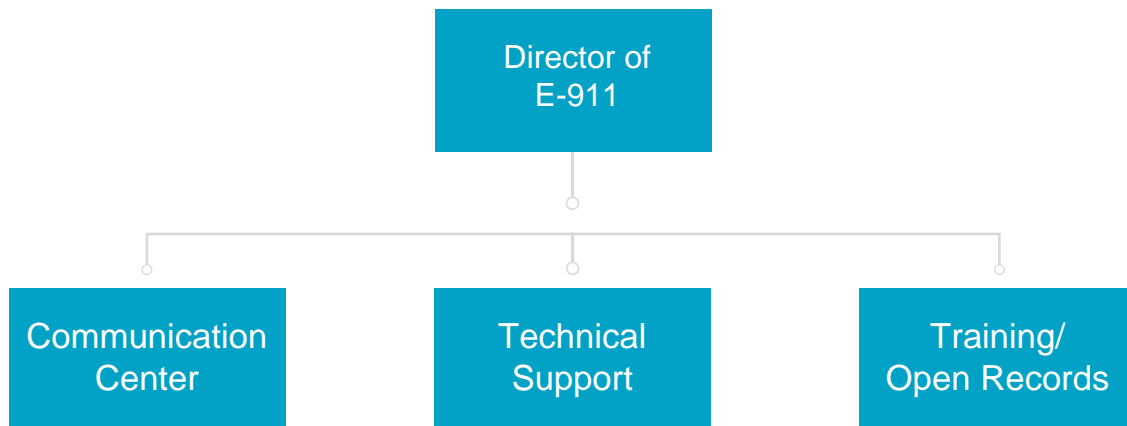 Director of
E-911
Communication
Center
Technical
Support
Training/
Open Records